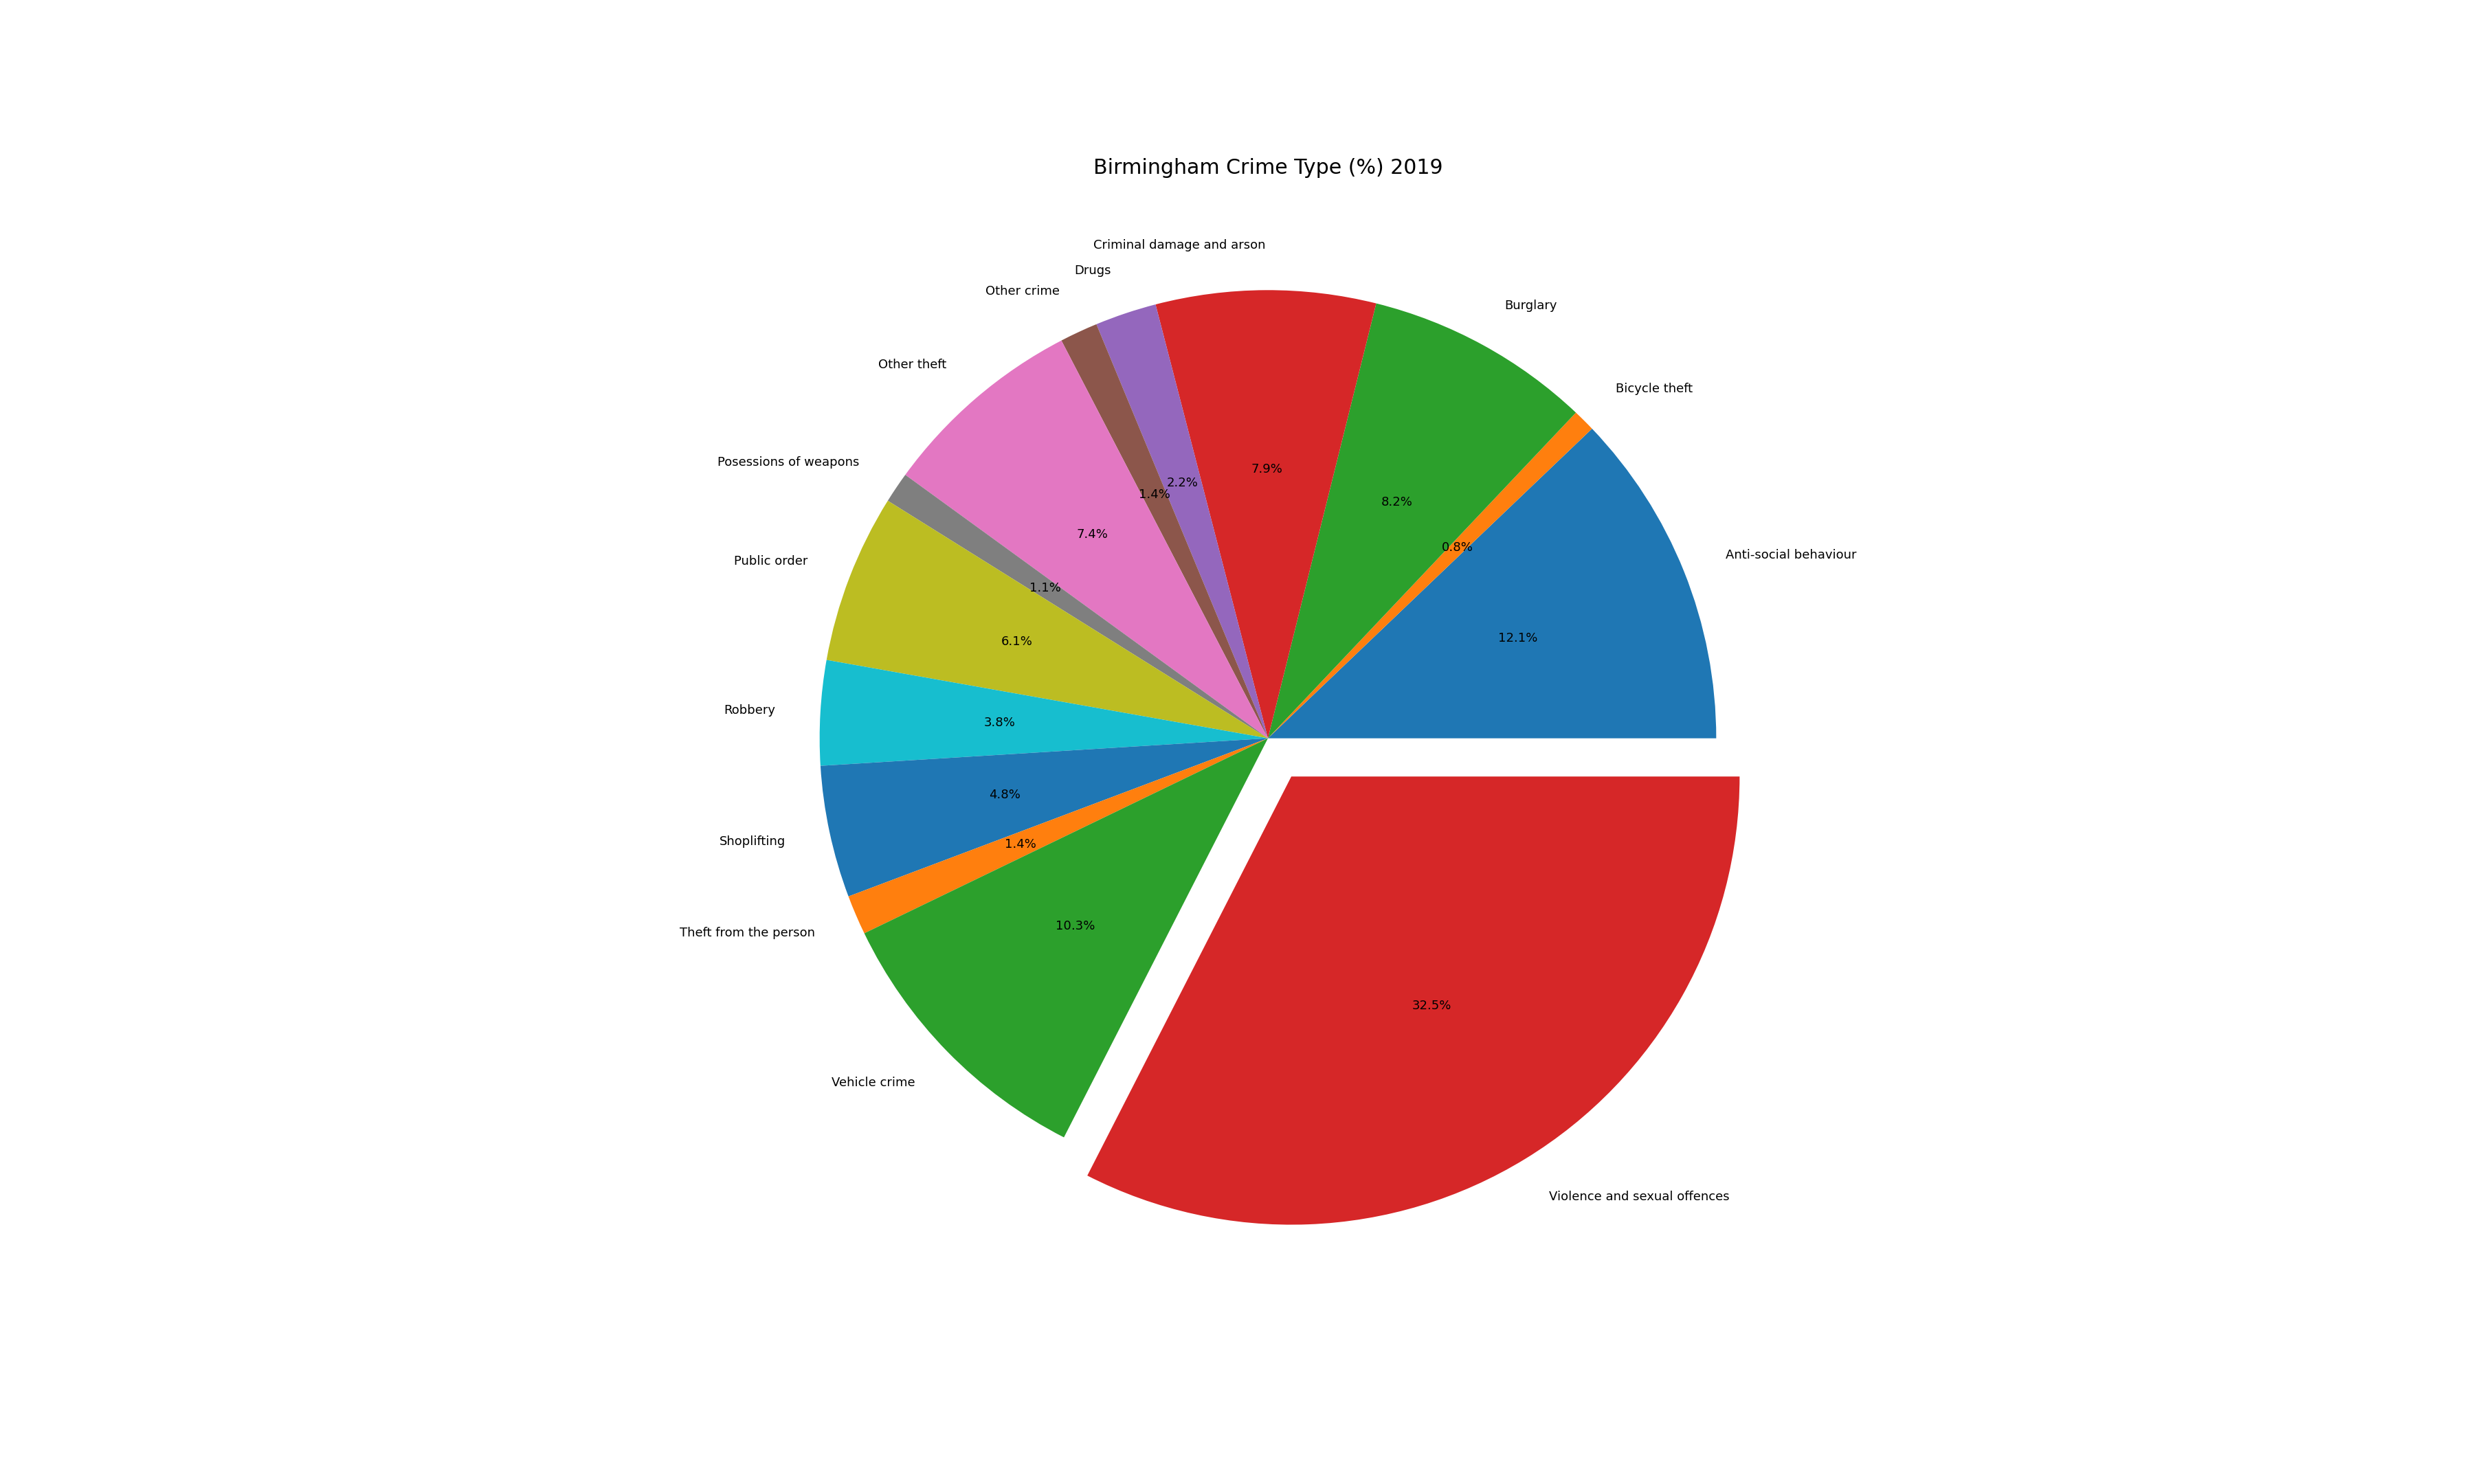 Birmingham Crime Type (%) 2019
Criminal damage and arson
Drugs
Other crime
Burglary
Other theft
Bicycle theft
Posessions of weapons
7.9%
2.2%
1.4%
8.2%
7.4%
0.8%
Anti-social behaviour
Public order
1.1%
12.1%
6.1%
Robbery
3.8%
4.8%
Shoplifting
1.4%
Theft from the person
10.3%
32.5%
Vehicle crime
Violence and sexual offences